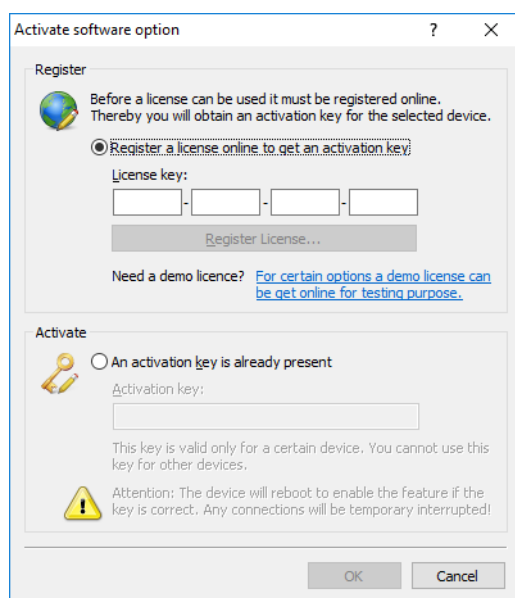 Activate software option
?
Register
Before a license can be used it must be registered online.
Thereby you will obtain an activation key for the selected device.
Register a license online to get an activation key
License key:
- - -
Register License...
Need a demo licence? For certain options a demo license can
be get online for testing purpose.
Activate
An activation key is already present
Activation key:
This key is valid only for a certain device. You cannot use this
key for other devices.
Attention: The device will reboot to enable the feature if the
key is correct. Any connections will be temporary interrupted!
OK Cancel